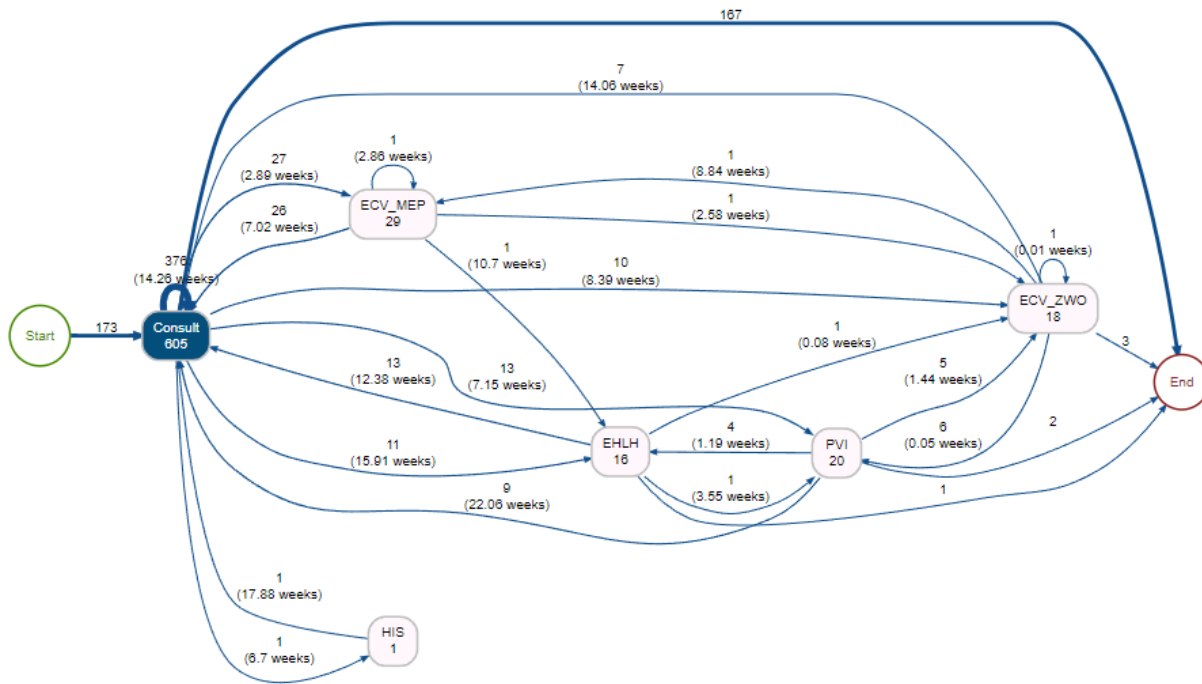 167
7
(14.06 weeks)
1
(2.86 weeks)
27
(2.89 weeks)
1
(8.84 weeks)
ECV_MEP
29
1
(2.58 weeks)
26
(7.02 weeks)
1
(0.01 weeks)
1
(10.7 weeks)
10
(8.39 weeks)
376
(14.26 weeks)
ECV_ZWO
18
Start
173
Consult
605
1
(0.08 weeks)
3
13
(12.38 weeks)
13
(7.15 weeks)
5
(1.44 weeks)
End
11
(15.91 weeks)
EHLH
16
4
(1.19 weeks)
PVI
20
6
(0.05 weeks)
2
9
(22.06 weeks)
1
(3.55 weeks)
1
1
(17.88 weeks)
HIS
1
1
(6.7 weeks)